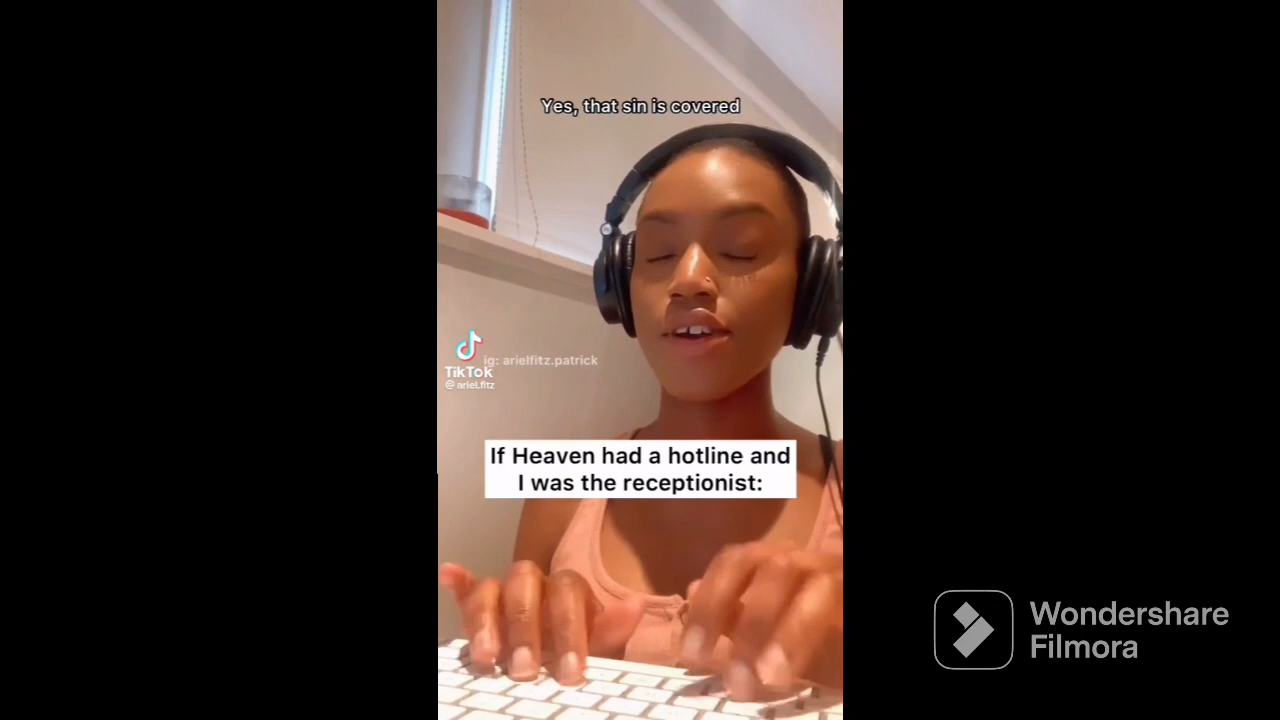 Yes, that sin is covered
ig: arielfitz.patrick
TikTok
@ ariel.fitz
If Heaven had a hotline and
I was the receptionist:
Wondershare
Filmora